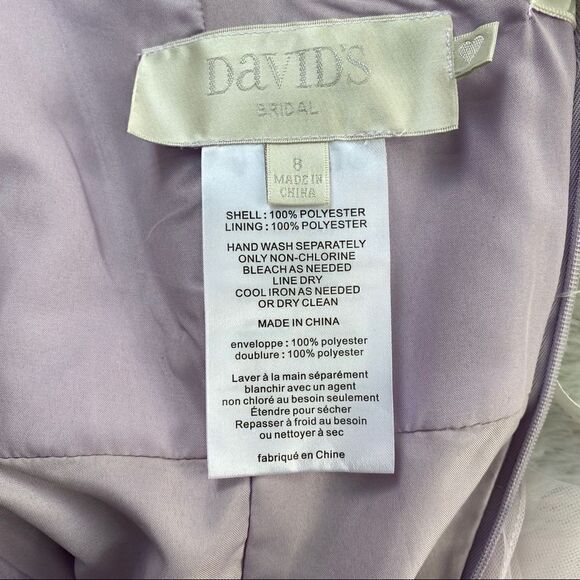 DAVID'S
BRIDAL
8
MADE IN
CHINA
SHELL : 100% POLYESTER
LINING : 100% POLYESTER
HAND WASH SEPARATELY
ONLY NON-CHLORINE
BLEACH AS NEEDED
LINE DRY
COOL IRON AS NEEDED
OR DRY CLEAN
MADE IN CHINA
enveloppe : 100% polyester
doublure : 100% polyester
Laver à la main séparément
blanchir avec un agent
non chloré au besoin seulement
Étendre pour sécher
Repasser à froid au besoin
ou nettoyer à sec
fabriqué en Chine